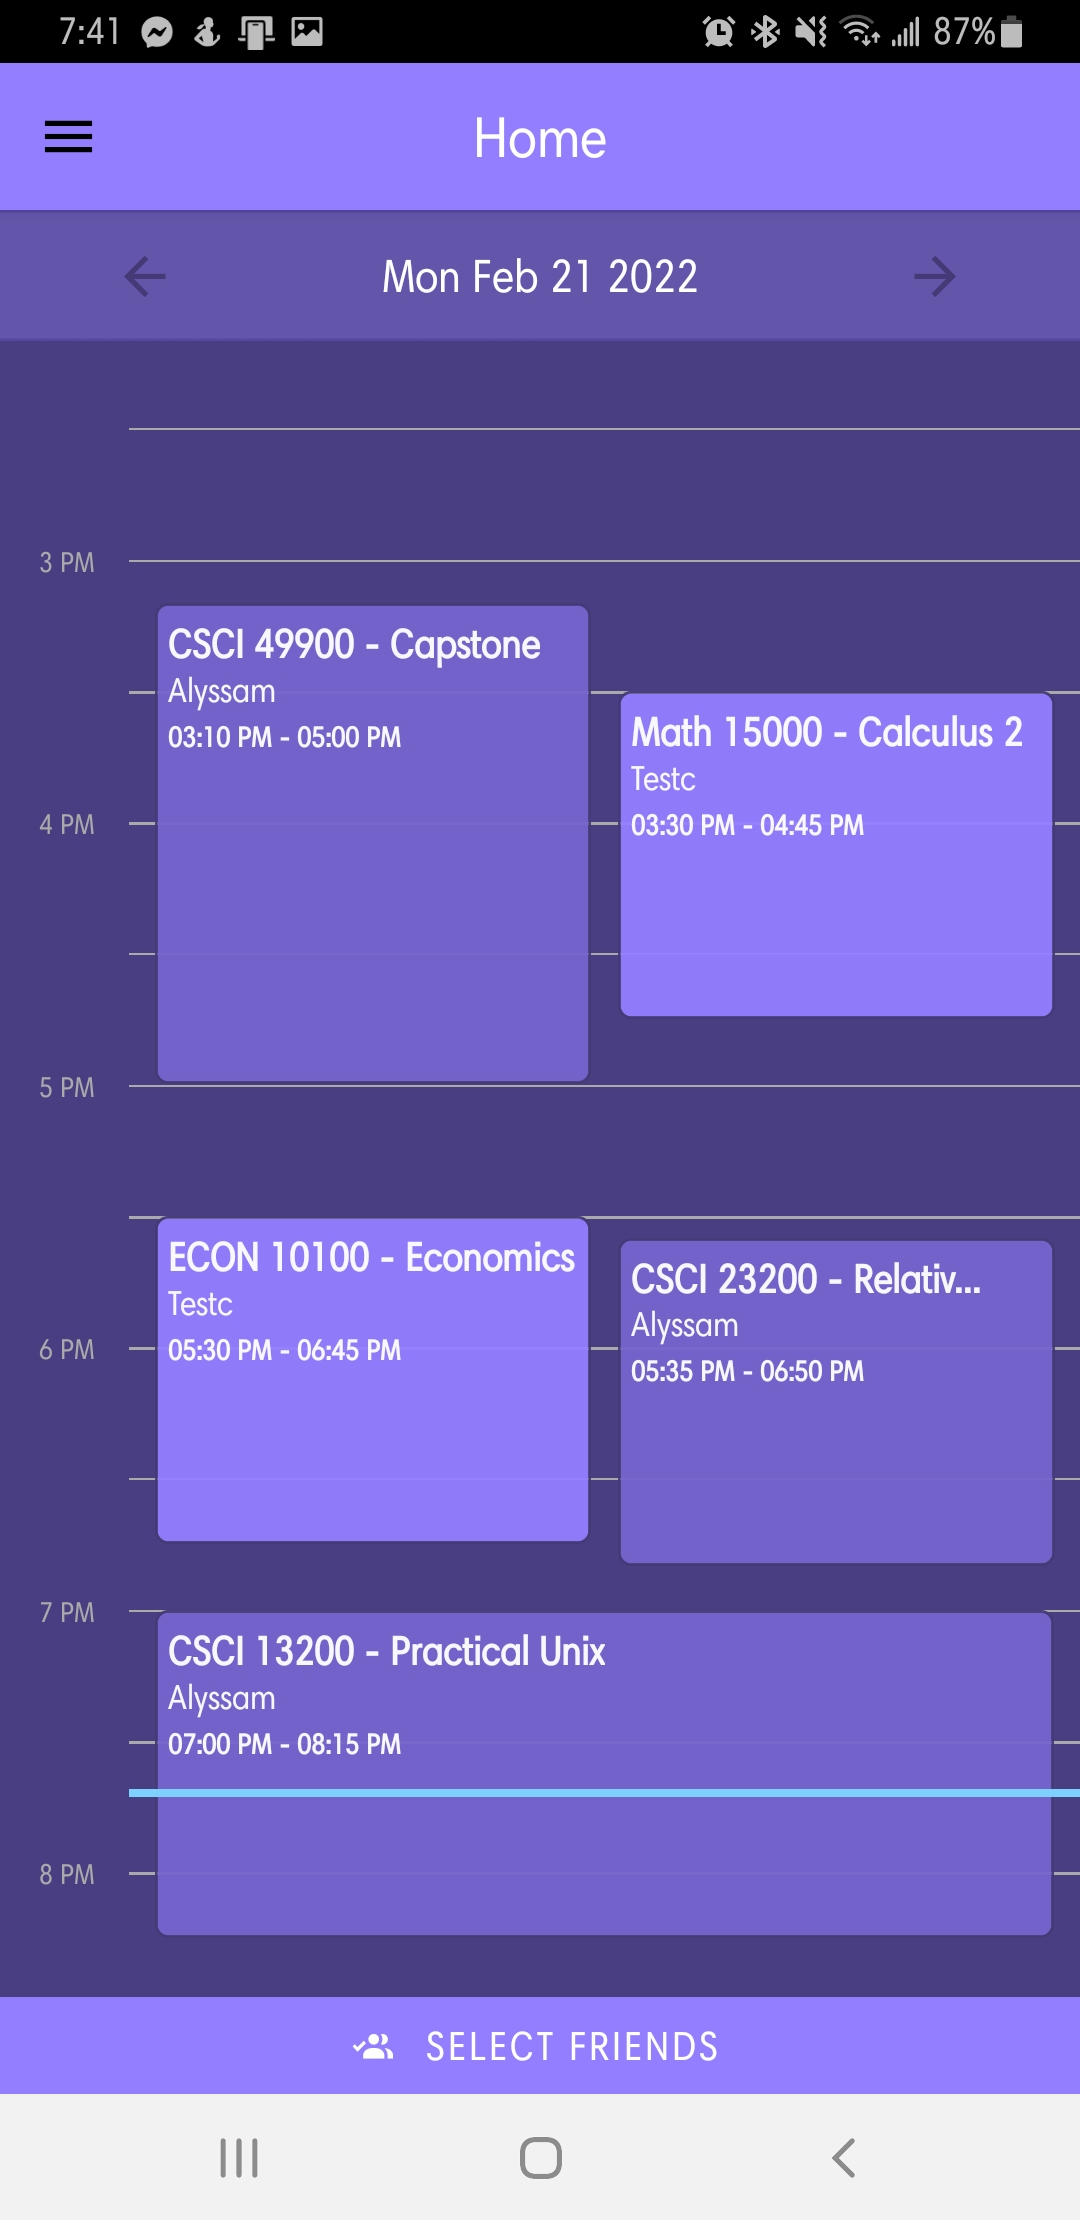 7:41
87%
Home
Mon Feb 21 2022
3 PM
CSCI 49900 - Capstone
Alyssam
03:10 PM - 05:00 PM
Math 15000 - Calculus 2
Testc
03:30 PM - 04:45 PM
4 PM
5 PM
ECON 10100 - Economics
Testc
05:30 PM - 06:45 PM
CSCI 23200 - Relativ...
Alyssam
05:35 PM - 06:50 PM
6 PM
7 PM
CSCI 13200 - Practical Unix
Alyssam
07:00 PM - 08:15 PM
8 PM
SELECT FRIENDS